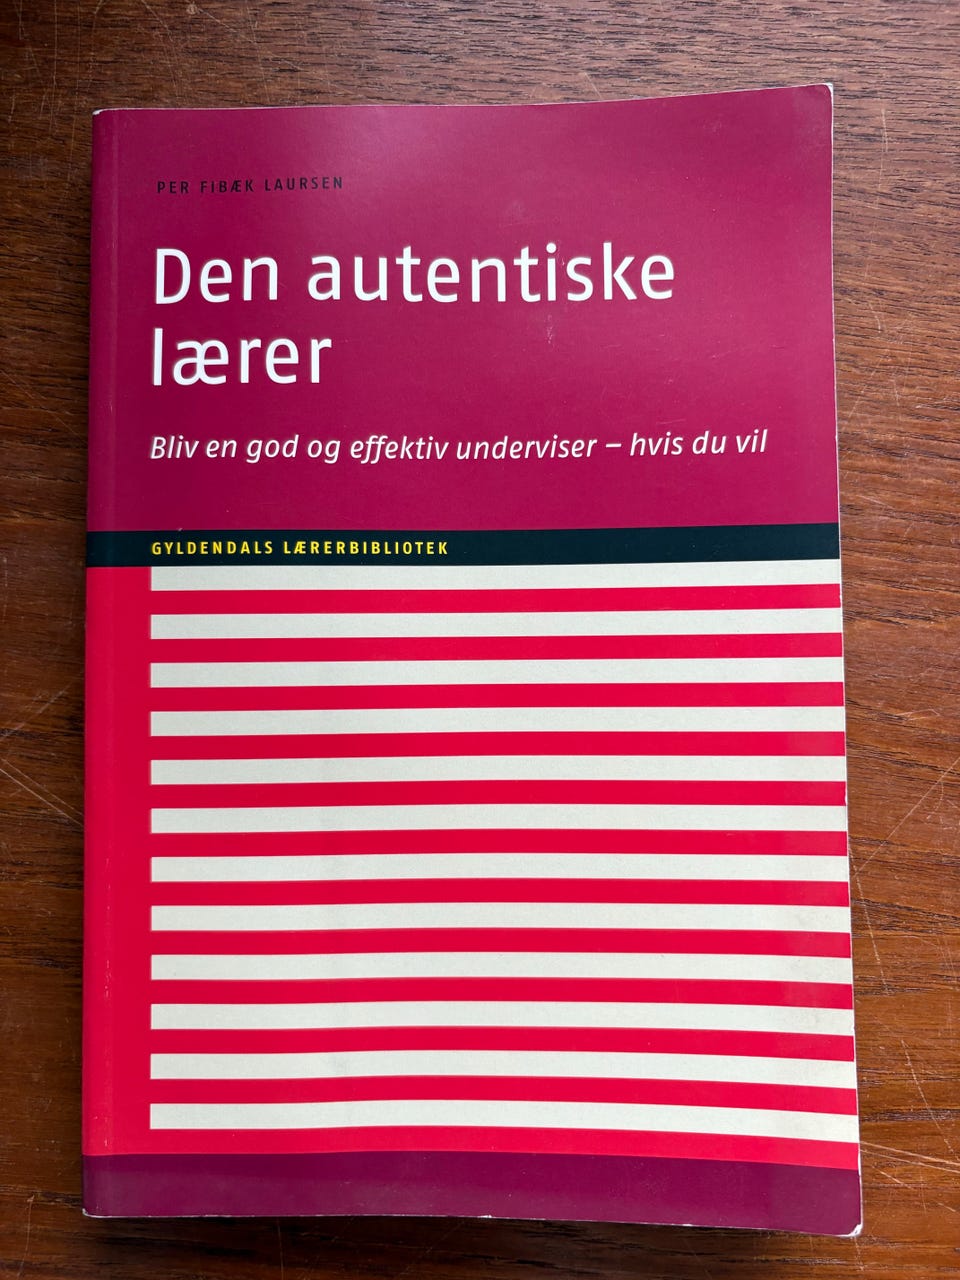 PER FIBÆK LAURSEN
Den autentiske
lærer
Bliv en god og effektiv underviser – hvis du vil
GYLDENDALS LÆRERBIBLIOTEK